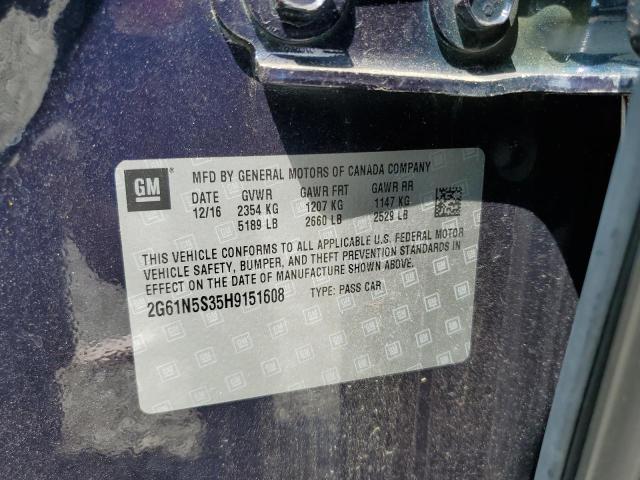 GM
MFD BY GENERAL MOTORS OF CANADA COMPANY
DATE GVWR GAWR FRT GAWR RR
12/16 2354 KG 1207 KG 1147 KG
5189 LB 2660 LB 2529 LB
THIS VEHICLE CONFORMS TO ALL APPLICABLE U.S. FEDERAL MOTOR
VEHICLE SAFETY, BUMPER, AND THEFT PREVENTION STANDARDS IN
EFFECT ON THE DATE OF MANUFACTURE SHOWN ABOVE.
2G61N5S35H9151608 TYPE: PASS CAR